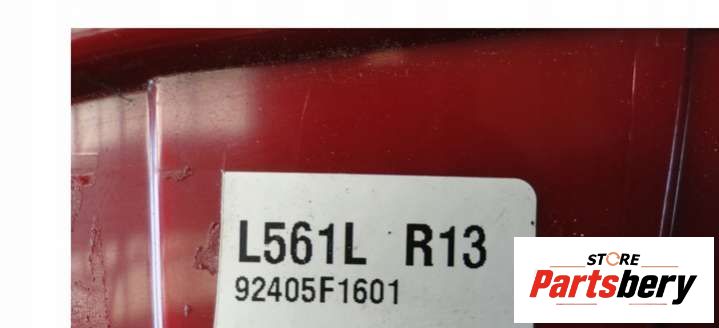 L561L R13
92405F1601
STORE
Partsbery